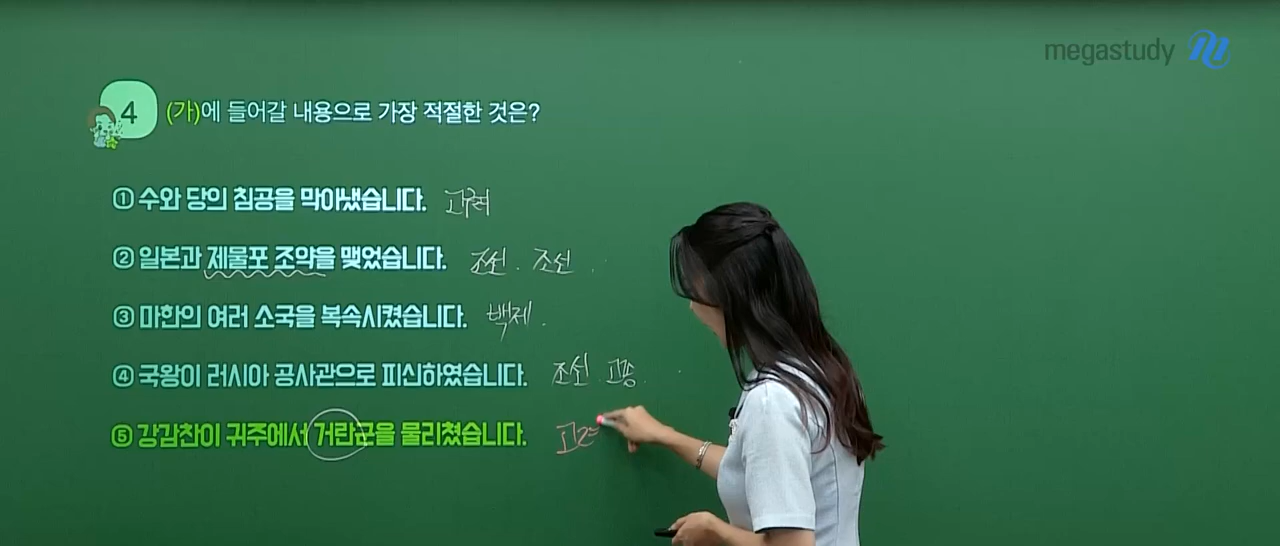 megastudy
4 (가)에 들어갈 내용으로 가장 적절한 것은?
① 수와 당의 침공을 막아냈습니다.
② 일본과 제물포 조약을 맺었습니다. 조선. 조선
③ 마한의 여러 소국을 복속시켰습니다. 백제.
④ 국왕이 러시아 공사관으로 피신하였습니다. 조선 고종.
⑤ 강감찬이 귀주에서 거란군을 물리쳤습니다.